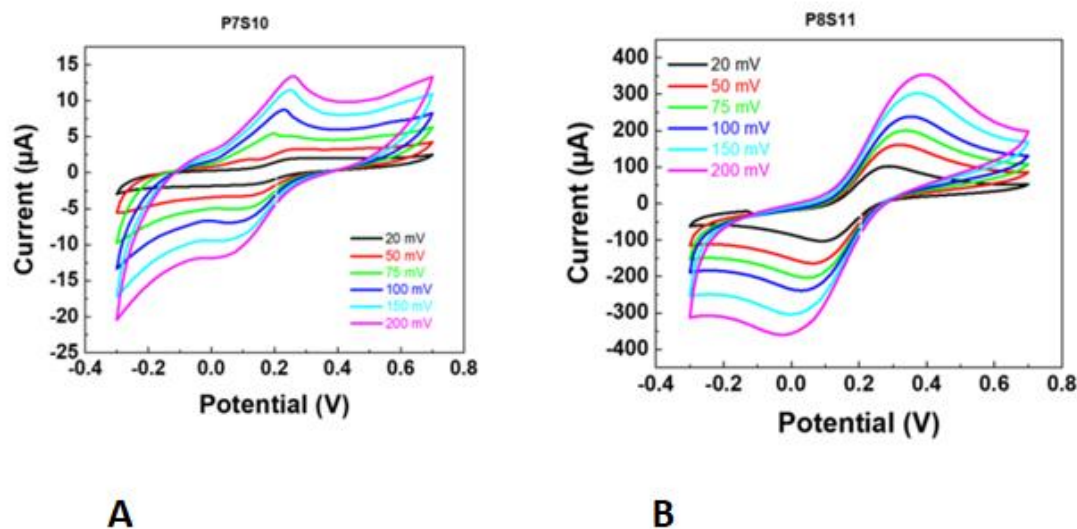 P7S10
15
10
5
0
-5
-10
-15
-20
-25
Current (µA)
20 mV
50 mV
75 mV
100 mV
150 mV
200 mV
-0.4 -0.2 0.0 0.2 0.4 0.6 0.8
Potential (V)
A
P8S11
400
300
200
100
0
-100
-200
-300
-400
Current (µA)
20 mV
50 mV
75 mV
100 mV
150 mV
200 mV
-0.4 -0.2 0.0 0.2 0.4 0.6 0.8
Potential (V)
B